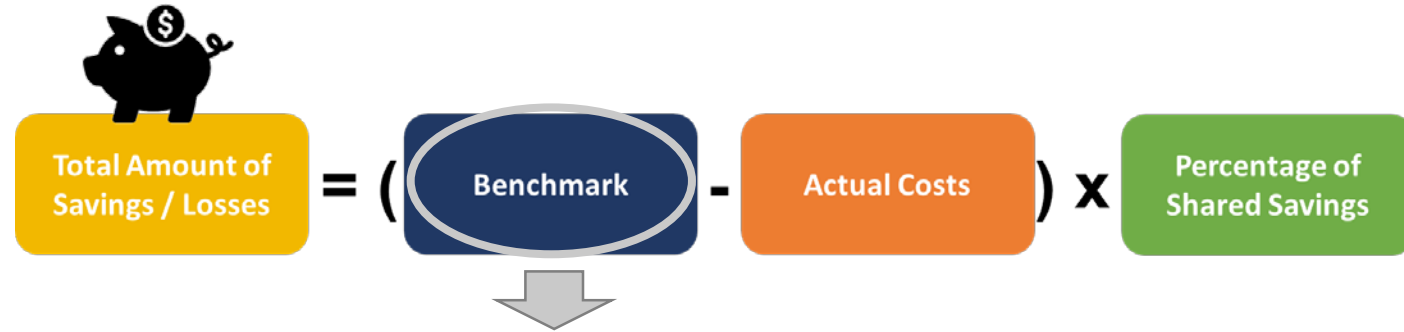 $
Total Amount of
Savings / Losses
= (
Benchmark
-
Actual Costs
) x
Percentage of
Shared Savings